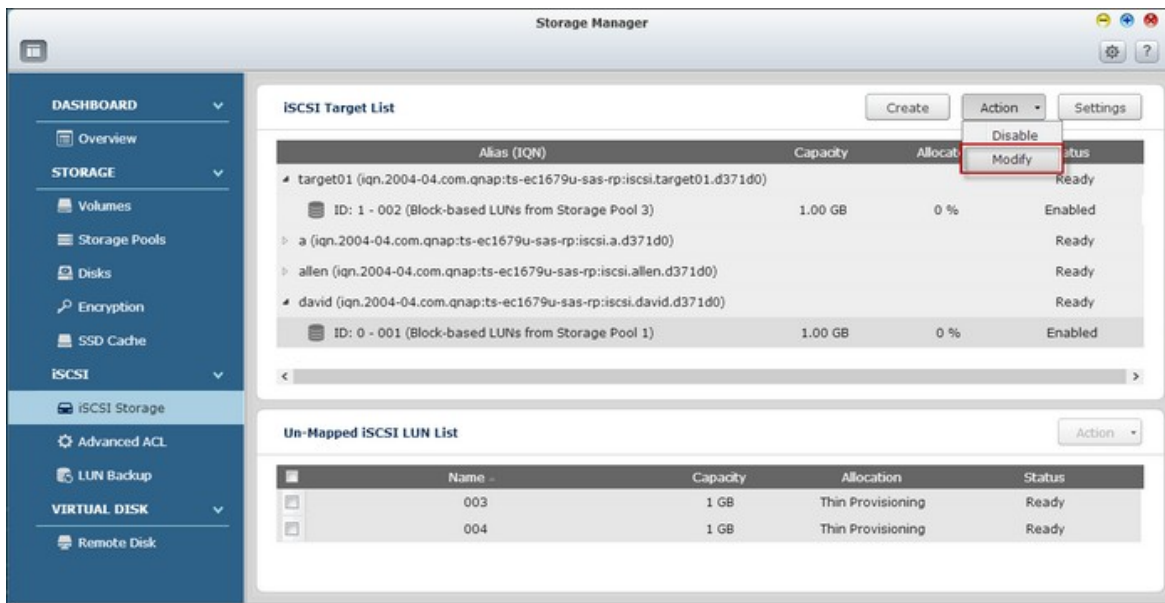 Storage Manager
?
DASHBOARD
Overview
STORAGE
Volumes
Storage Pools
Disks
Encryption
SSD Cache
iSCSI
iSCSI Storage
Advanced ACL
LUN Backup
VIRTUAL DISK
Remote Disk
iSCSI Target List
Create Action Settings
Disable
Modify
Alias (IQN) Capacity Allocat atus
target01 (iqn.2004-04.com.qnap:ts-ec1679u-sas-rp:iscsi.target01.d371d0) Ready
ID: 1 - 002 (Block-based LUNs from Storage Pool 3) 1.00 GB 0 % Enabled
a (iqn.2004-04.com.qnap:ts-ec1679u-sas-rp:iscsi.a.d371d0) Ready
allen (iqn.2004-04.com.qnap:ts-ec1679u-sas-rp:iscsi.allen.d371d0) Ready
david (iqn.2004-04.com.qnap:ts-ec1679u-sas-rp:iscsi.david.d371d0) Ready
ID: 0 - 001 (Block-based LUNs from Storage Pool 1) 1.00 GB 0 % Enabled
Un-Mapped iSCSI LUN List
Action
Name Capacity Allocation Status
003 1 GB Thin Provisioning Ready
004 1 GB Thin Provisioning Ready